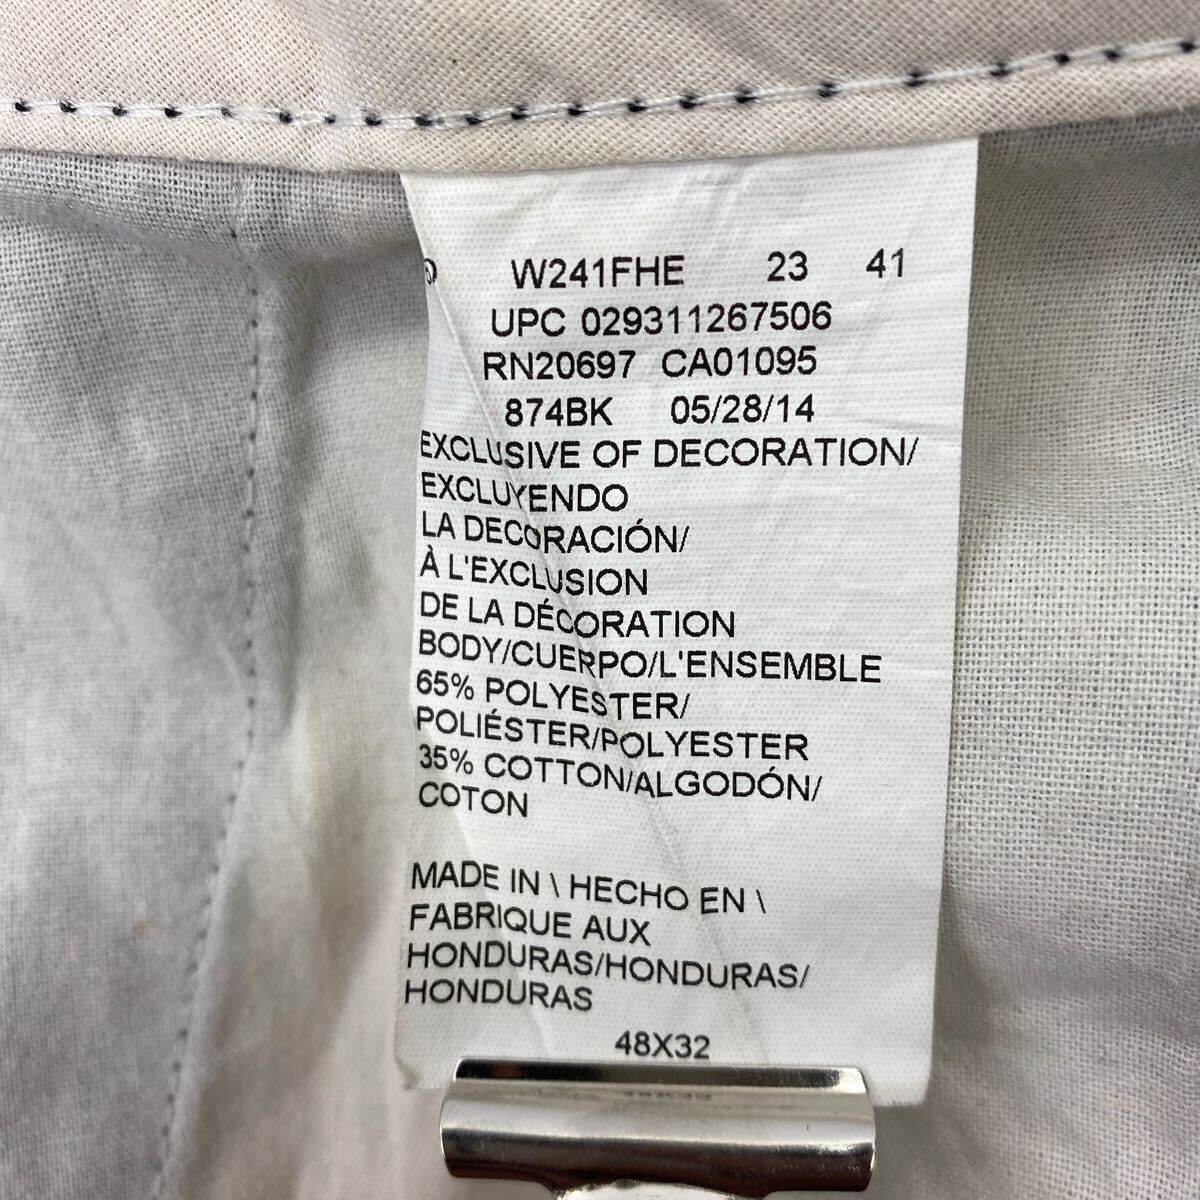 W241FHE 23 41
UPC 029311267506
RN20697 CA01095
874BK 05/28/14
EXCLUSIVE OF DECORATION/
EXCLUYENDO
LA DECORACIÓN/
À L'EXCLUSION
DE LA DÉCORATION
BODY/CUERPO/L'ENSEMBLE
65% POLYESTER/
POLIÉSTER/POLYESTER
35% COTTON/ALGODÓN/
COTON
MADE IN \ HECHO EN \
FABRIQUE AUX
HONDURAS/HONDURAS/
HONDURAS
48X32